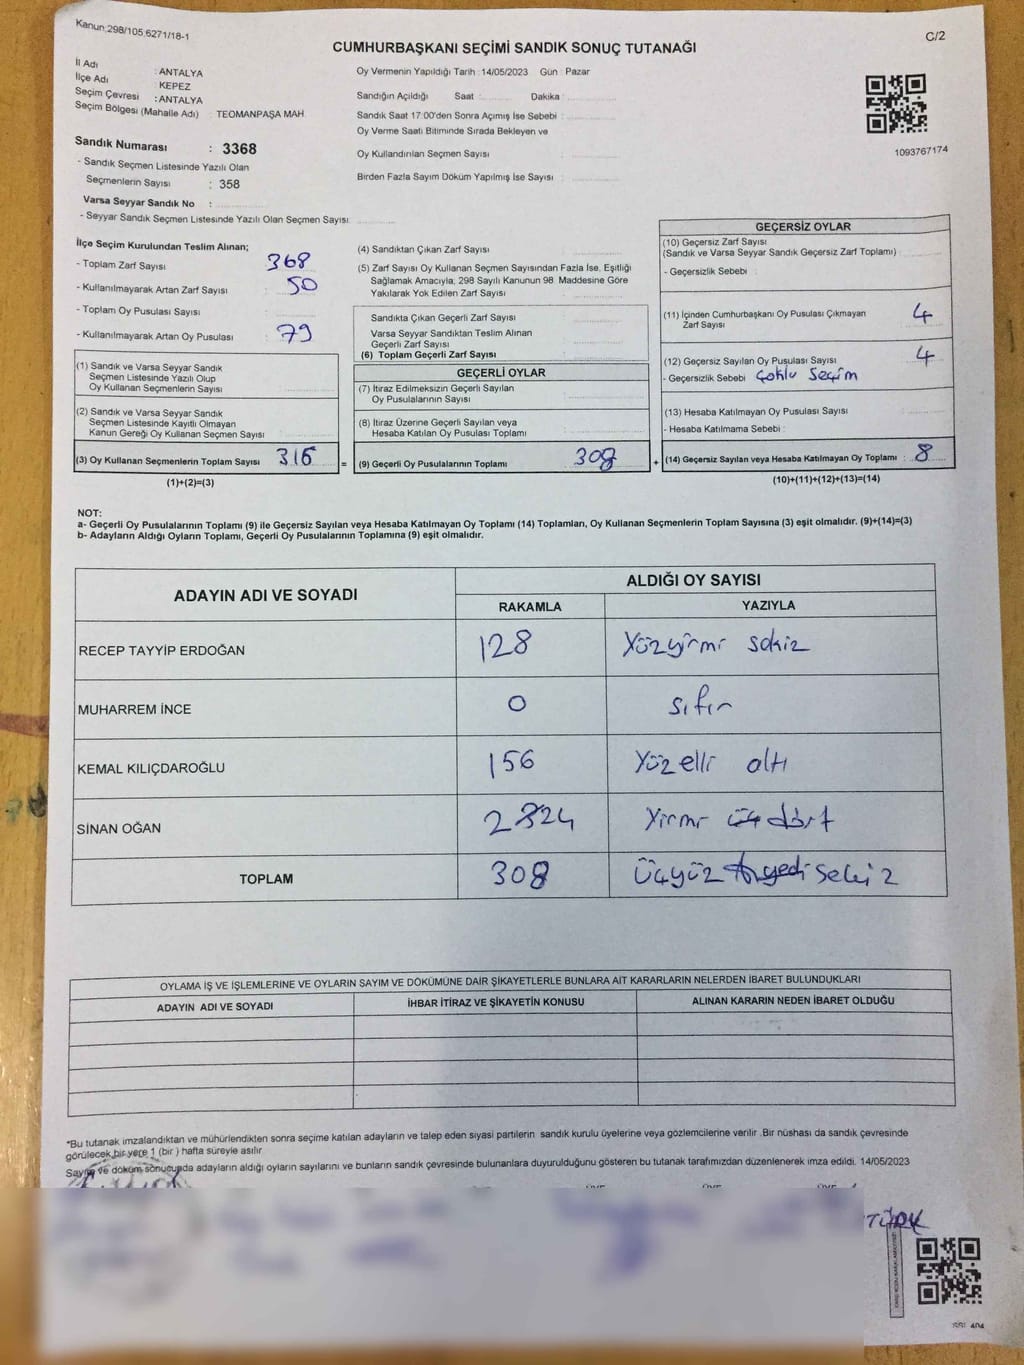 Kanun 298/105 6271/18-1
C/2
CUMHURBAŞKANI SEÇİMİ SANDIK SONUÇ TUTANAĞI
İl Adı : ANTALYA
İlçe Adı KEPEZ
Seçim Çevresi : ANTALYA
Seçim Bölgesi (Mahalle Adı) : TEOMANPAŞA MAH.
Oy Vermenin Yapıldığı Tarih : 14/05/2023 Gün : Pazar
Sandığın Açıldığı Saat : Dakika :
Sandık Saat 17:00'den Sonra Açımış İse Sebebi :
Oy Verme Saati Bitiminde Sırada Bekleyen ve
Oy Kullandırılan Seçmen Sayısı :
Birden Fazla Sayım Döküm Yapılmış İse Sayısı :
1093767174
Sandık Numarası : 3368
- Sandık Seçmen Listesinde Yazılı Olan
Seçmenlerin Sayısı : 358
Varsa Seyyar Sandık No :
- Seyyar Sandık Seçmen Listesinde Yazılı Olan Seçmen Sayısı :
İlçe Seçim Kurulundan Teslim Alınan;
- Toplam Zarf Sayısı : 368
- Kullanılmayarak Artan Zarf Sayısı : 50
- Toplam Oy Pusulası Sayısı :
- Kullanılmayarak Artan Oy Pusulası : 79
(1) Sandık ve Varsa Seyyar Sandık
Seçmen Listesinde Yazılı Olup
Oy Kullanan Seçmenlerin Sayısı :
(2) Sandık ve Varsa Seyyar Sandık
Seçmen Listesinde Kayıtlı Olmayan
Kanun Gereği Oy Kullanan Seçmen Sayısı :
(3) Oy Kullanan Seçmenlerin Toplam Sayısı : 316 =
(1)+(2)=(3)
(4) Sandıktan Çıkan Zarf Sayısı :
(5) Zarf Sayısı Oy Kullanan Seçmen Sayısından Fazla İse, Eşitliği
Sağlamak Amacıyla, 298 Sayılı Kanunun 98. Maddesine Göre
Yakılarak Yok Edilen Zarf Sayısı :
Sandıkta Çıkan Geçerli Zarf Sayısı :
Varsa Seyyar Sandıktan Teslim Alınan
Geçerli Zarf Sayısı :
(6) Toplam Geçerli Zarf Sayısı :
GEÇERLİ OYLAR
(7) İtiraz Edilmeksizin Geçerli Sayılan
Oy Pusulalarının Sayısı :
(8) İtiraz Üzerine Geçerli Sayılan veya
Hesaba Katılan Oy Pusulası Toplamı :
(9) Geçerli Oy Pusulalarının Toplamı : 308 +
GEÇERSİZ OYLAR
(10) Geçersiz Zarf Sayısı
(Sandık ve Varsa Seyyar Sandık Geçersiz Zarf Toplamı) :
- Geçersizlik Sebebi :
(11) İçinden Cumhurbaşkanı Oy Pusulası Çıkmayan
Zarf Sayısı : 4
(12) Geçersiz Sayılan Oy Pusulası Sayısı : 4
- Geçersizlik Sebebi : Çoklu Seçim
(13) Hesaba Katılmayan Oy Pusulası Sayısı :
- Hesaba Katılmama Sebebi :
(14) Geçersiz Sayılan veya Hesaba Katılmayan Oy Toplamı : 8
(10)+(11)+(12)+(13)=(14)
NOT:
a- Geçerli Oy Pusulalarının Toplamı (9) ile Geçersiz Sayılan veya Hesaba Katılmayan Oy Toplamı (14) Toplamları, Oy Kullanan Seçmenlerin Toplam Sayısına (3) eşit olmalıdır. (9)+(14)=(3)
b- Adayların Aldığı Oyların Toplamı, Geçerli Oy Pusulalarının Toplamına (9) eşit olmalıdır.
ADAYIN ADI VE SOYADI
ALDIĞI OY SAYISI
RAKAMLA YAZIYLA
RECEP TAYYİP ERDOĞAN 128 Yüzyirmi sekiz
MUHARREM İNCE 0 sıfır
KEMAL KILIÇDAROĞLU 156 Yüzelli altı
SİNAN OĞAN 24 Yirmi dört
TOPLAM 308 Üçyüz sekiz
OYLAMA İŞ VE İŞLEMLERİNE VE OYLARIN SAYIM VE DÖKÜMÜNE DAİR ŞİKAYETLERLE BUNLARA AİT KARARLARIN NELERDEN İBARET BULUNDUKLARI
ADAYIN ADI VE SOYADI İHBAR İTİRAZ VE ŞİKAYETİN KONUSU ALINAN KARARIN NEDEN İBARET OLDUĞU
*Bu tutanak imzalandıktan ve mühürlendikten sonra seçime katılan adayların ve talep eden siyasi partilerin sandık kurulu üyelerine veya gözlemcilerine verilir. Bir nüshası da sandık çevresinde
görülecek bir yere 1 (bir ) hafta süreyle asılır.
Sayım ve döküm sonucunda adayların aldığı oyların sayılarını ve bunların sandık çevresinde bulunanlara duyurulduğunu gösteren bu tutanak tarafımızdan düzenlenerek imza edildi. 14/05/2023
TÜRK